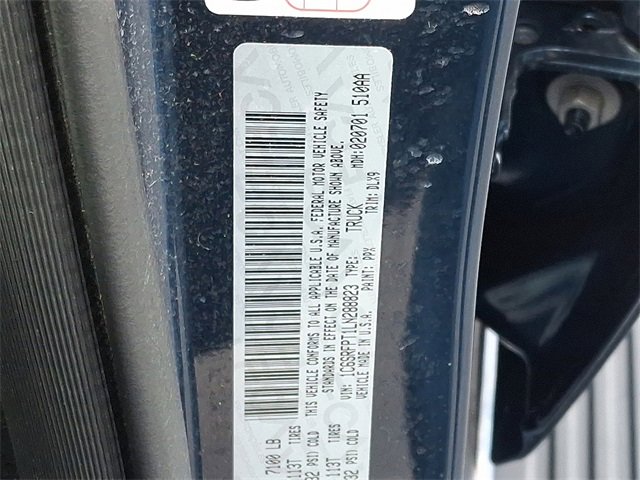 7100 LB
113T TIRES
32 PSI) COLD THIS VEHICLE CONFORMS TO ALL APPLICABLE U.S.A. FEDERAL MOTOR VEHICLE SAFETY
STANDARDS IN EFFECT ON THE DATE OF MANUFACTURE SHOWN ABOVE.
113T TIRES VIN: 1C6SRFPT1LN288823 TYPE: TRUCK MDH: 020701 510AA
32 PSI) COLD VEHICLE MADE IN U.S.A. PAINT: PPX TRIM: DLX9